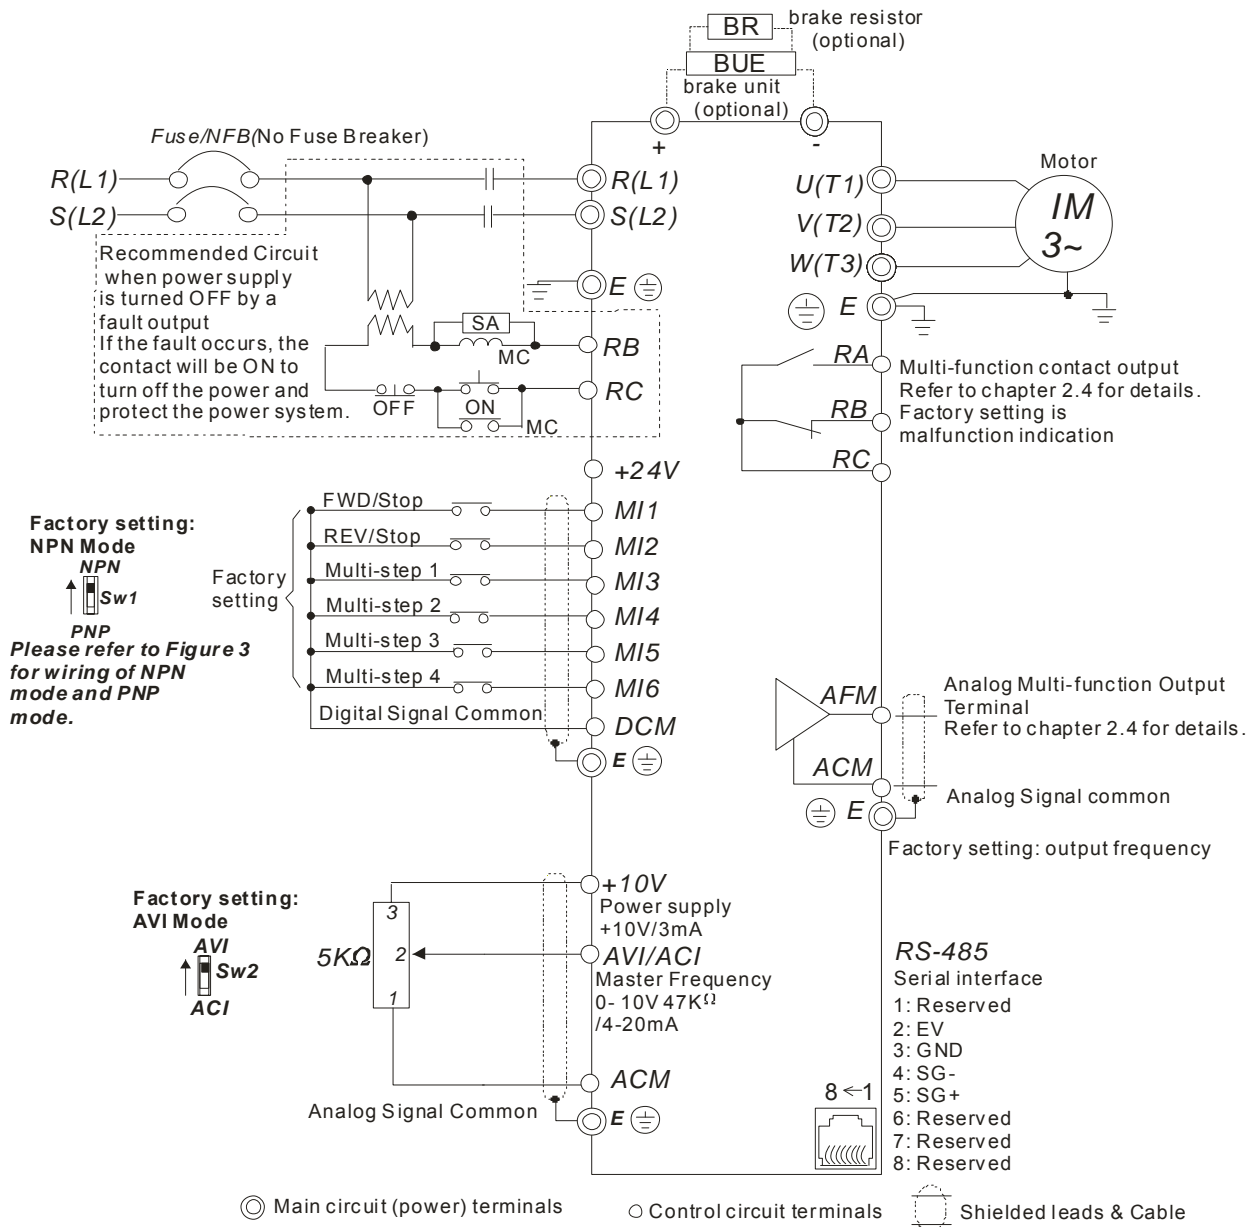 BR
brake resistor
(optional)
BUE
brake unit
(optional)
+
-
Fuse/NFB(No Fuse Breaker)
R(L1)
S(L2)
R(L1)
S(L2)
E
Recommended Circuit
when power supply
is turned OFF by a
fault output
If the fault occurs, the
contact will be ON to
turn off the power and
protect the power system.
SA
MC
RB
RC
OFF
ON
MC
Motor
IM
3~
U(T1)
V(T2)
W(T3)
E
RA
RB
RC
Multi-function contact output
Refer to chapter 2.4 for details.
Factory setting is
malfunction indication
+24V
Factory setting:
NPN Mode
NPN
Sw1
PNP
Please refer to Figure 3
for wiring of NPN
mode and PNP
mode.
Factory
setting
FWD/Stop
MI1
REV/Stop
MI2
Multi-step 1
MI3
Multi-step 2
MI4
Multi-step 3
MI5
Multi-step 4
MI6
Digital Signal Common
DCM
E
AFM
Analog Multi-function Output
Terminal
Refer to chapter 2.4 for details.
ACM
Analog Signal common
E
Factory setting: output frequency
Factory setting:
AVI Mode
AVI
Sw2
ACI
5KΩ
3
2
1
+10V
Power supply
+10V/3mA
AVI/ACI
Master Frequency
0- 10V 47KΩ
/4-20mA
ACM
Analog Signal Common
E
RS-485
Serial interface
1: Reserved
2: EV
3: GND
4: SG-
5: SG+
6: Reserved
7: Reserved
8: Reserved
8←1
Main circuit (power) terminals
Control circuit terminals
Shielded leads & Cable